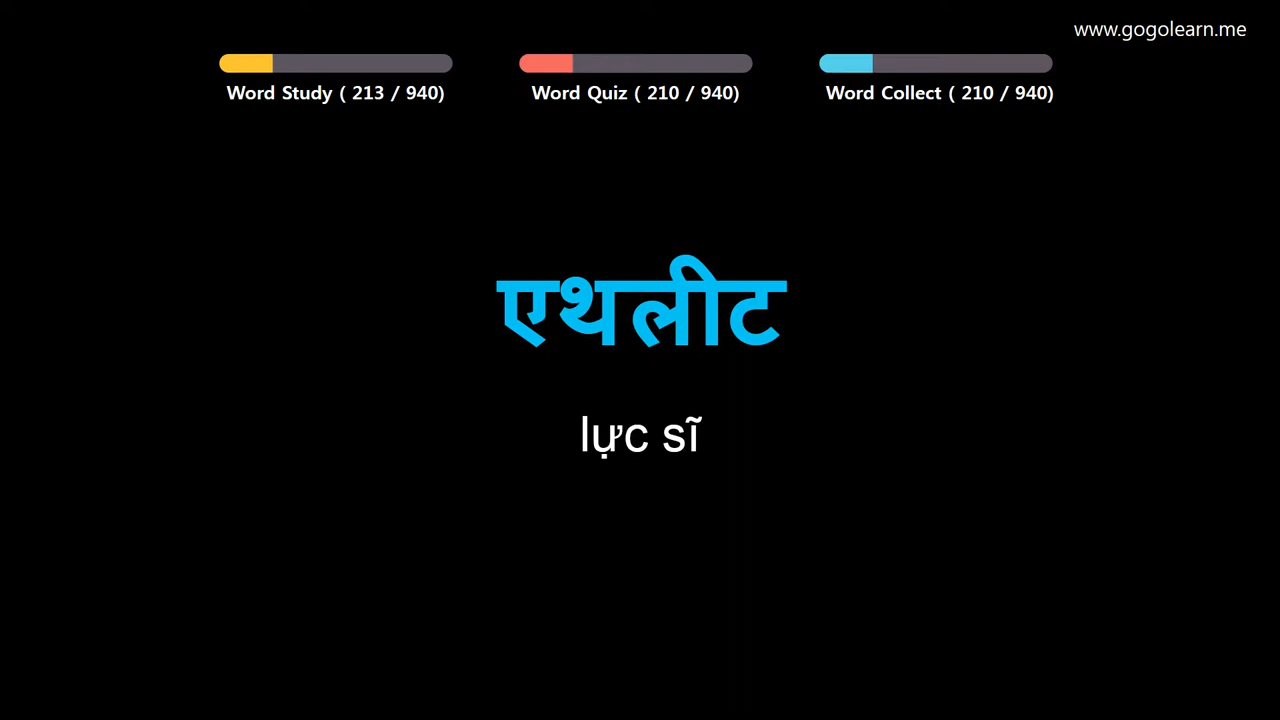 www.gogolearn.me
Word Study ( 213 / 940)
Word Quiz ( 210 / 940)
Word Collect ( 210 / 940)
एथलीट
lực sĩ